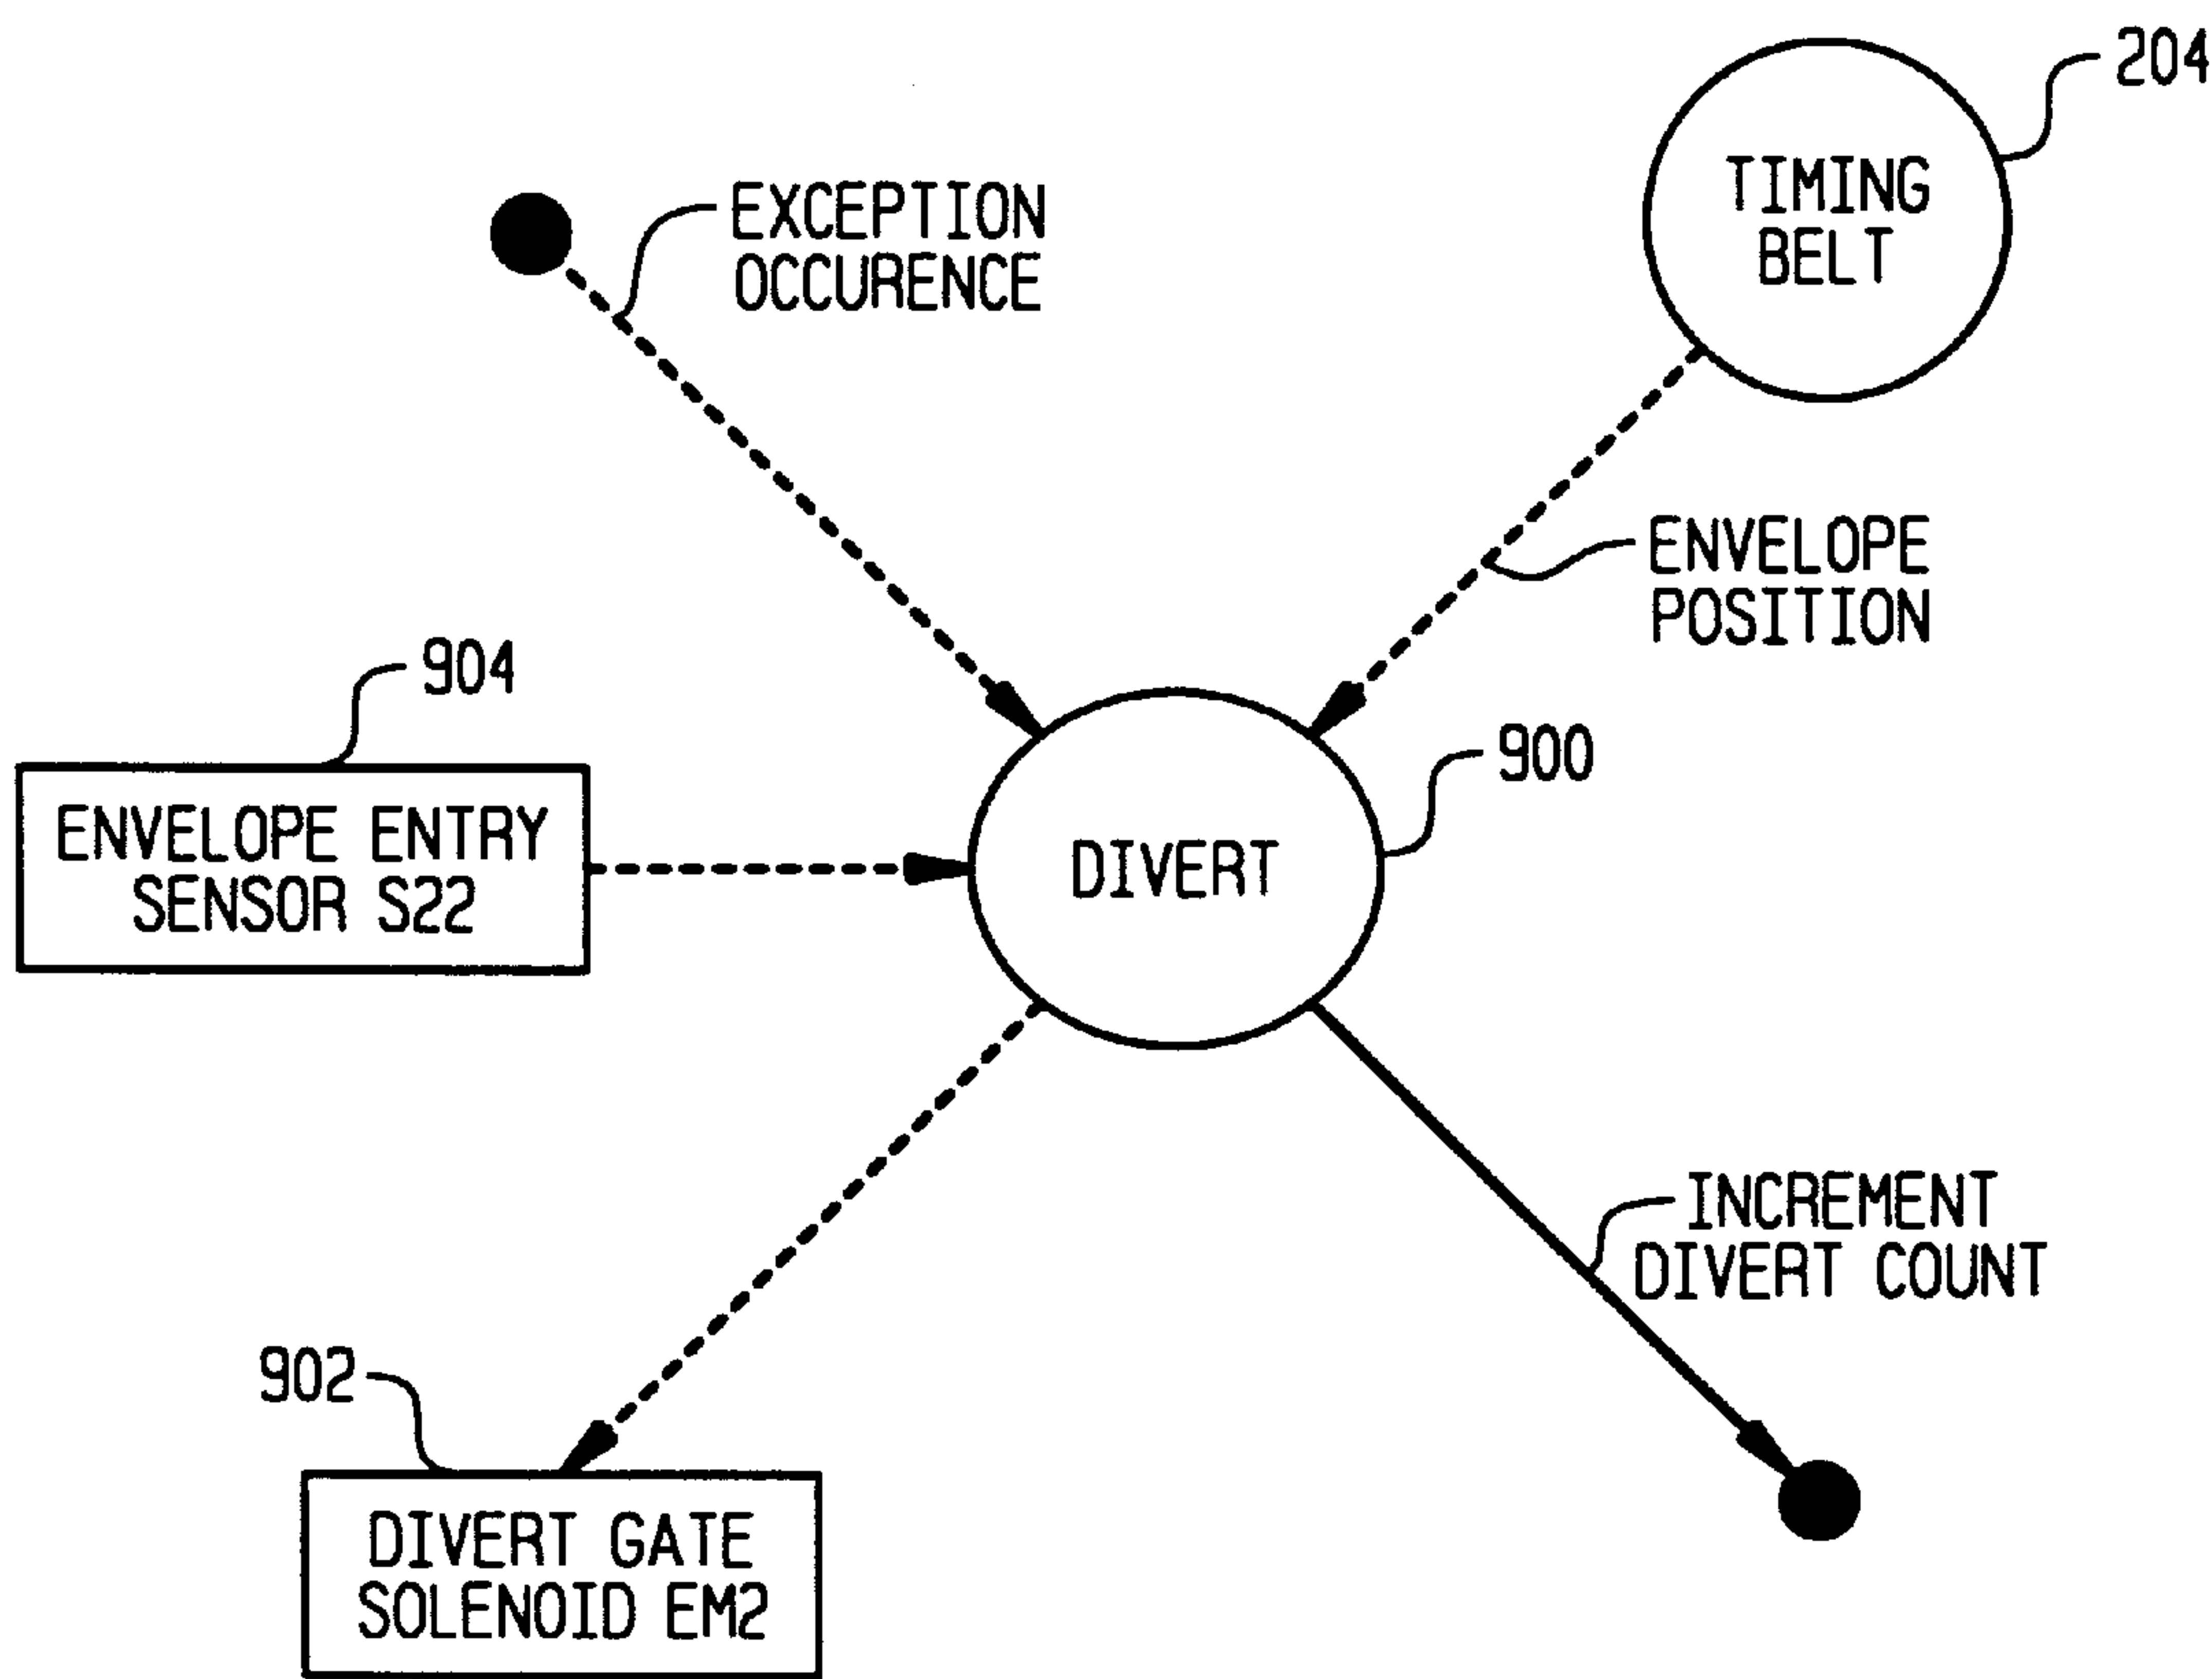 204
TIMING
BELT
EXCEPTION
OCCURENCE
ENVELOPE
POSITION
904
900
ENVELOPE ENTRY
SENSOR S22
DIVERT
INCREMENT
DIVERT COUNT
902
DIVERT GATE
SOLENOID EM2